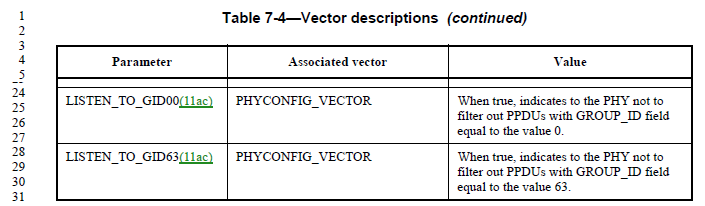 1 Table 7-4—Vector descriptions (continued)
2
3
4 Parameter Associated vector Value
5
24 LISTEN_TO_GID00(11ac) PHYCONFIG_VECTOR When true, indicates to the PHY not to
25 filter out PPDUs with GROUP_ID field
26 equal to the value 0.
27
28 LISTEN_TO_GID63(11ac) PHYCONFIG_VECTOR When true, indicates to the PHY not to
29 filter out PPDUs with GROUP_ID field
30 equal to the value 63.
31